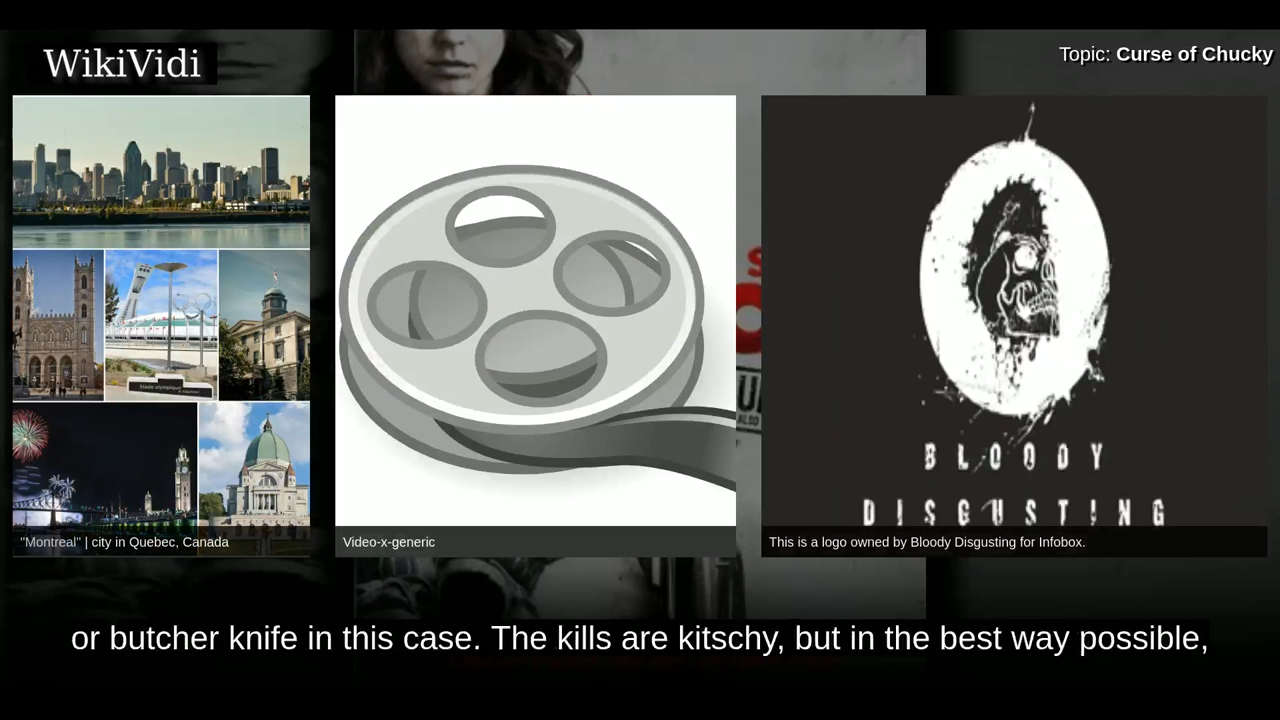 WikiVidi
Topic: Curse of Chucky
BLOODY
DISGUSTING
"Montreal" | city in Quebec, Canada
Video-x-generic
This is a logo owned by Bloody Disgusting for Infobox.
or butcher knife in this case. The kills are kitschy, but in the best way possible,